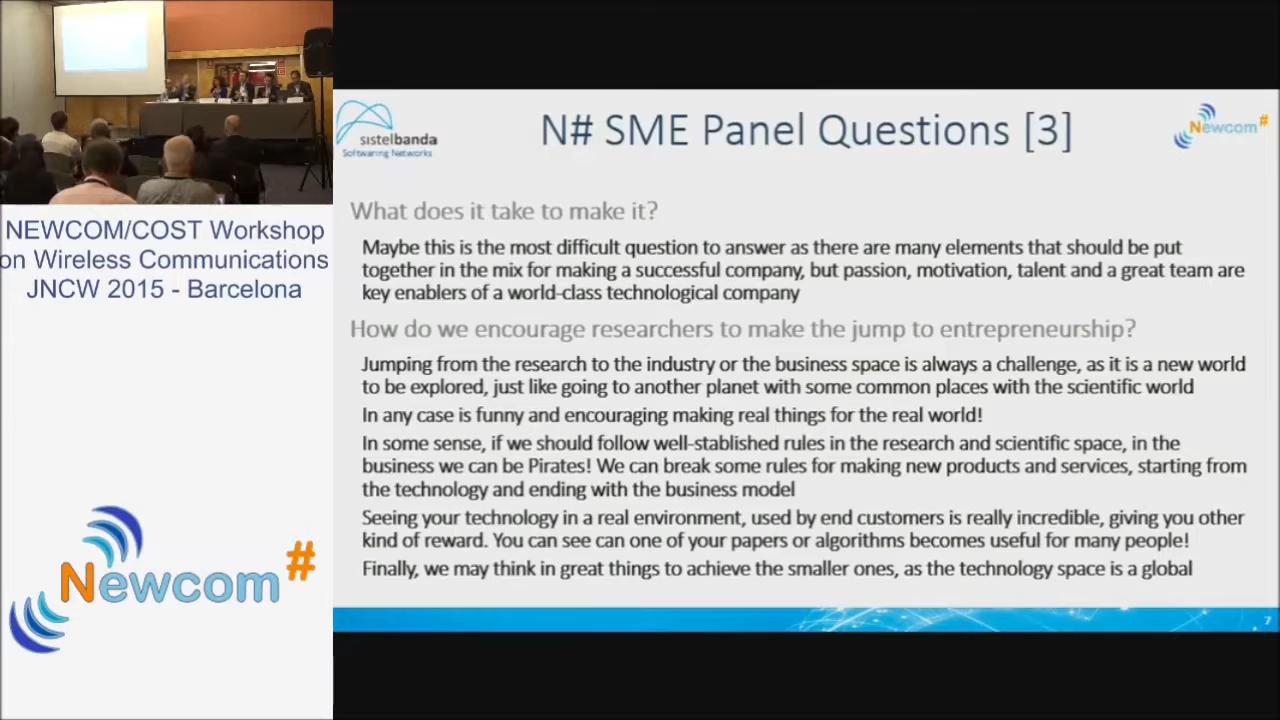 NEWCOM/COST Workshop
on Wireless Communications
JNCW 2015 - Barcelona
Newcom#
sistelbanda
Softwaring Networks
N# SME Panel Questions [3]
Newcom#
What does it take to make it?
Maybe this is the most difficult question to answer as there are many elements that should be put
together in the mix for making a successful company, but passion, motivation, talent and a great team are
key enablers of a world-class technological company
How do we encourage researchers to make the jump to entrepreneurship?
Jumping from the research to the industry or the business space is always a challenge, as it is a new world
to be explored, just like going to another planet with some common places with the scientific world
In any case is funny and encouraging making real things for the real world!
In some sense, if we should follow well-stablished rules in the research and scientific space, in the
business we can be Pirates! We can break some rules for making new products and services, starting from
the technology and ending with the business model
Seeing your technology in a real environment, used by end customers is really incredible, giving you other
kind of reward. You can see can one of your papers or algorithms becomes useful for many people!
Finally, we may think in great things to achieve the smaller ones, as the technology space is a global
7